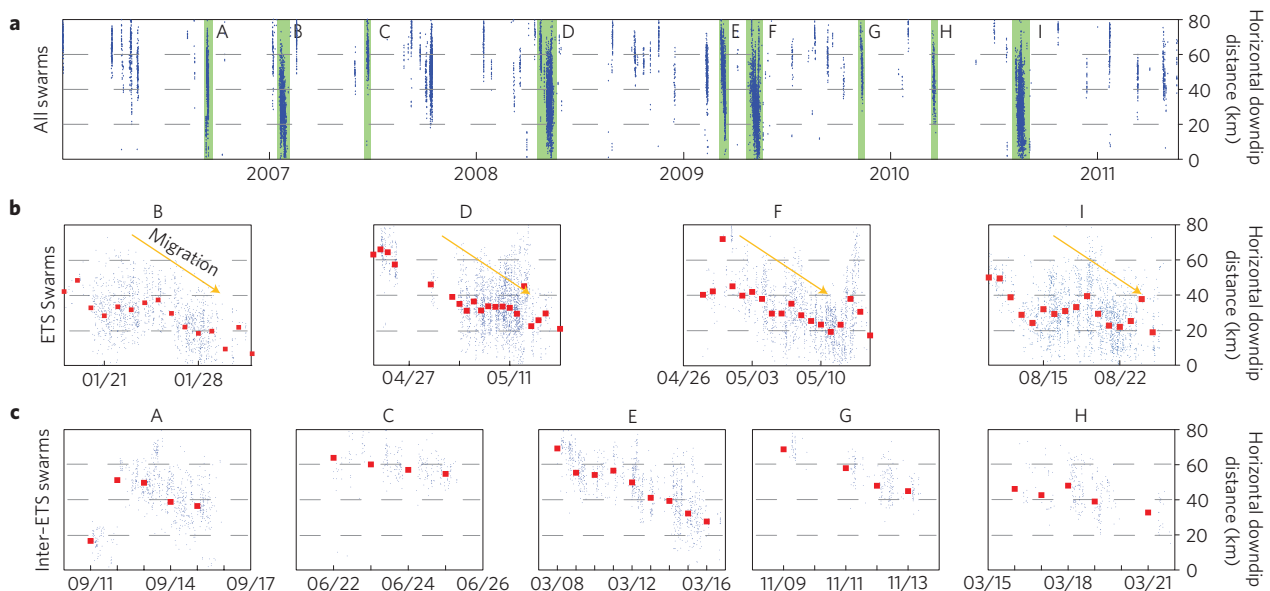 a
A B C D E F G H I
80
60
40
20
0
All swarms
Horizontal downdip
distance (km)
2007 2008 2009 2010 2011
b
B D F I
Migration
80
60
40
20
0
ETS Swarms
Horizontal downdip
distance (km)
01/21 01/28 04/27 05/11 04/26 05/03 05/10 08/15 08/22
c
A C E G H
80
60
40
20
0
Inter-ETS swarms
Horizontal downdip
distance (km)
09/11 09/14 09/17 06/22 06/24 06/26 03/08 03/12 03/16 11/09 11/11 11/13 03/15 03/18 03/21